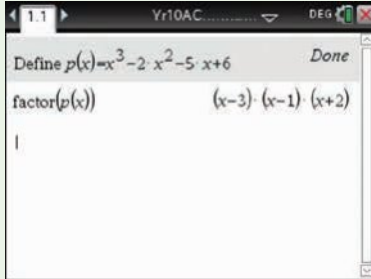 1.1 Yr10AC............ DEG
Define p(x)=x³−2· x²−5· x+6 Done
factor(p(x)) (x−3)· (x−1)· (x+2)